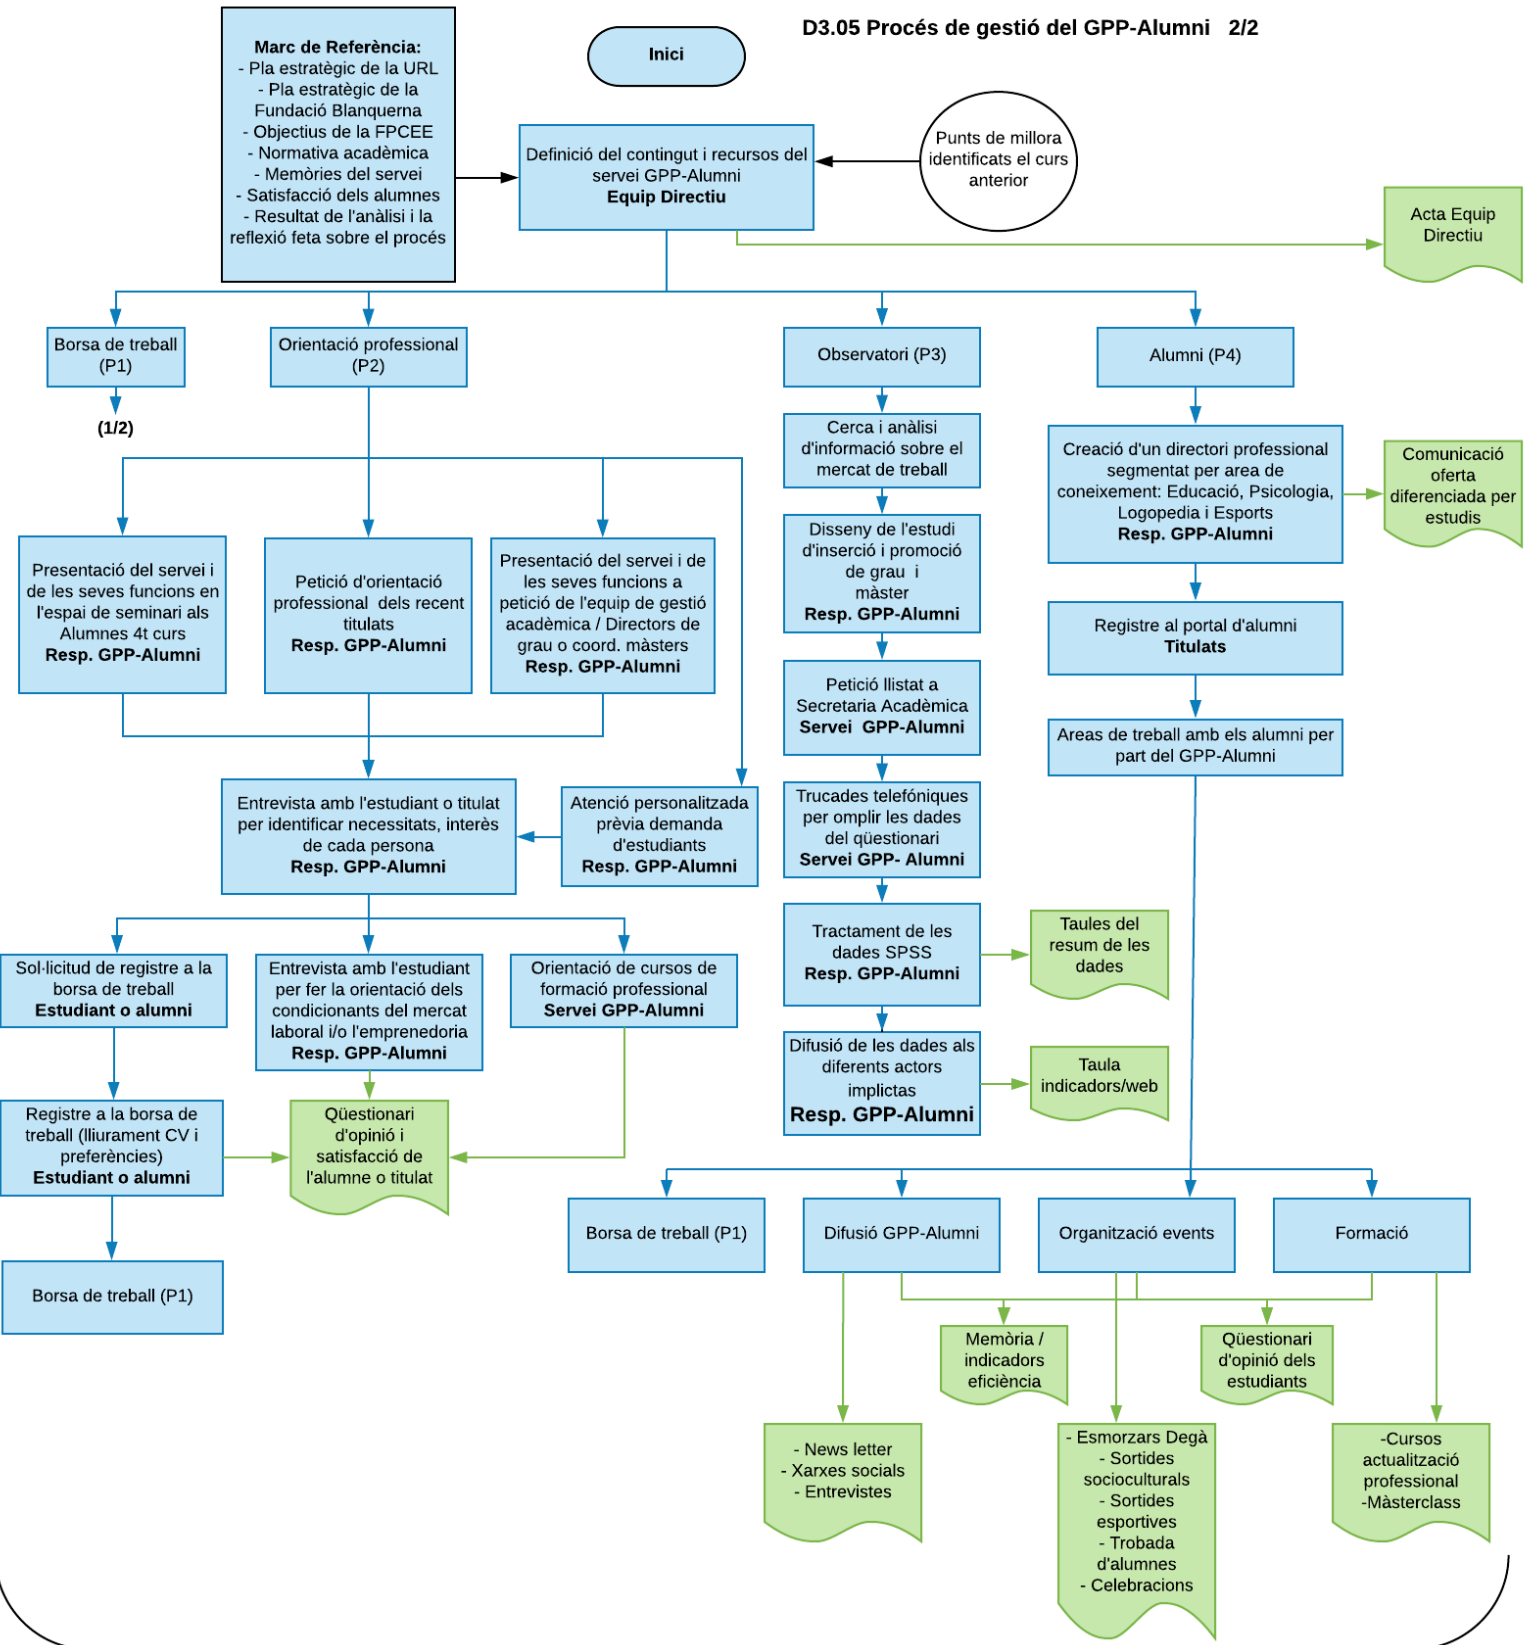 D3.05 Procés de gestió del GPP-Alumni 2/2
Marc de Referència:
- Pla estratègic de la URL
- Pla estratègic de la
Fundació Blanquerna
- Objectius de la FPCEE
- Normativa acadèmica
- Memòries del servei
- Satisfacció dels alumnes
- Resultat de l'anàlisi i la
reflexió feta sobre el procés
Inici
Definició del contingut i recursos del
servei GPP-Alumni
Equip Directiu
Punts de millora
identificats el curs
anterior
Acta Equip
Directiu
Borsa de treball
(P1)
(1/2)
Orientació professional
(P2)
Observatori (P3)
Alumni (P4)
Presentació del servei i
de les seves funcions en
l'espai de seminari als
Alumnes 4t curs
Resp. GPP-Alumni
Petició d'orientació
professional dels recent
titulats
Resp. GPP-Alumni
Presentació del servei i de
les seves funcions a
petició de l'equip de gestió
acadèmica / Directors de
grau o coord. màsters
Resp. GPP-Alumni
Entrevista amb l'estudiant o titulat
per identificar necessitats, interès
de cada persona
Resp. GPP-Alumni
Atenció personalitzada
prèvia demanda
d'estudiants
Resp. GPP-Alumni
Sol·licitud de registre a la
borsa de treball
Estudiant o alumni
Entrevista amb l'estudiant
per fer la orientació dels
condicionants del mercat
laboral i/o l'emprenedoria
Resp. GPP-Alumni
Orientació de cursos de
formació professional
Servei GPP-Alumni
Registre a la borsa de
treball (lliurament CV i
preferències)
Estudiant o alumni
Qüestionari
d'opinió i
satisfacció de
l'alumne o titulat
Borsa de treball (P1)
Cerca i anàlisi
d'informació sobre el
mercat de treball
Disseny de l'estudi
d'inserció i promoció
de grau i
màster
Resp. GPP-Alumni
Petició llistat a
Secretaria Acadèmica
Servei GPP-Alumni
Trucades telefóniques
per omplir les dades
del qüestionari
Servei GPP- Alumni
Tractament de les
dades SPSS
Resp. GPP-Alumni
Taules del
resum de les
dades
Difusió de les dades als
diferents actors
implictas
Resp. GPP-Alumni
Taula
indicadors/web
Creació d'un directori professional
segmentat per area de
coneixement: Educació, Psicologia,
Logopedia i Esports
Resp. GPP-Alumni
Comunicació
oferta
diferenciada per
estudis
Registre al portal d'alumni
Titulats
Areas de treball amb els alumni per
part del GPP-Alumni
Borsa de treball (P1)
Difusió GPP-Alumni
Organització events
Formació
Memòria /
indicadors
eficiència
Qüestionari
d'opinió dels
estudiants
- News letter
- Xarxes socials
- Entrevistes
- Esmorzars Degà
- Sortides
socioculturals
- Sortides
esportives
- Trobada
d'alumnes
- Celebracions
-Cursos
actualització
professional
-Màsterclass